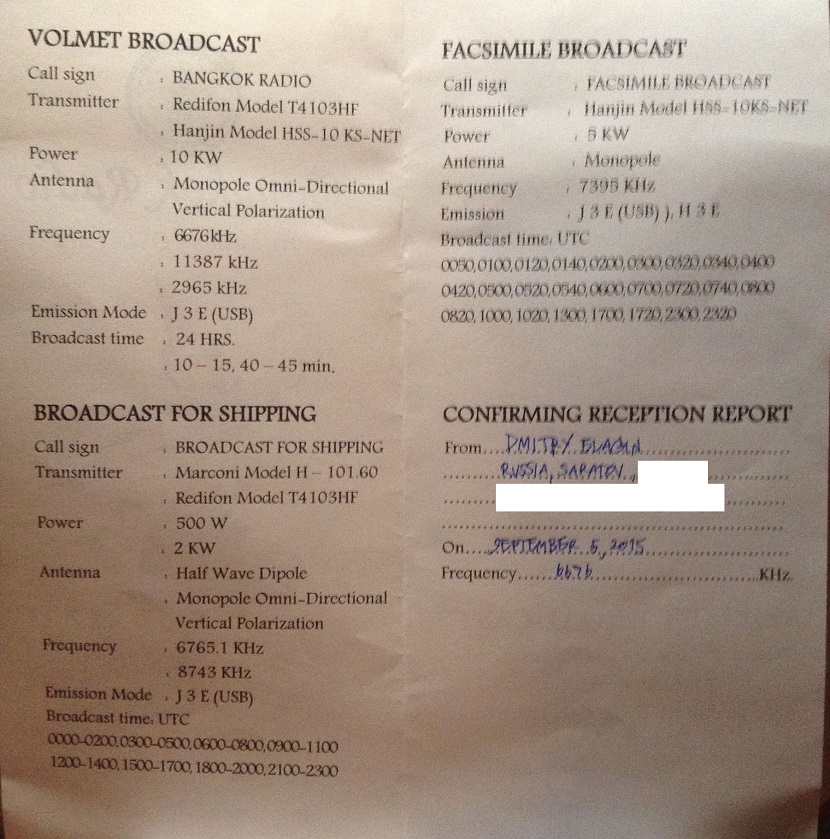 VOLMET BROADCAST
Call sign : BANGKOK RADIO
Transmitter : Redifon Model T4103HF
: Hanjin Model HSS-10 KS-NET
Power : 10 KW
Antenna : Monopole Omni-Directional
Vertical Polarization
Frequency : 6676kHz
: 11387 kHz
: 2965 kHz
Emission Mode : J 3 E (USB)
Broadcast time : 24 HRS.
: 10 – 15, 40 – 45 min.
BROADCAST FOR SHIPPING
Call sign : BROADCAST FOR SHIPPING
Transmitter : Marconi Model H – 101.60
: Redifon Model T4103HF
Power : 500 W
: 2 KW
Antenna : Half Wave Dipole
: Monopole Omni-Directional
Vertical Polarization
Frequency : 6765.1 KHz
: 8743 KHz
Emission Mode : J 3 E (USB)
Broadcast time: UTC
0000-0200,0300-0500,0600-0800,0900-1100
1200-1400,1500-1700,1800-2000,2100-2300
FACSIMILE BROADCAST
Call sign : FACSIMILE BROADCAST
Transmitter : Hanjin Model HSS-10KS-NET
Power : 5 KW
Antenna : Monopole
Frequency : 7395 KHz
Emission : J 3 E (USB) ), H 3 E
Broadcast time: UTC
0050,0100,0120,0140,0200,0300,0320,0340,0400
0420,0500,0520,0540,0600,0700,0720,0740,0800
0820,1000,1020,1300,1700,1720,2300,2320
CONFIRMING RECEPTION REPORT
From....DMITRY ELAGIN
RUSSIA, SARATOV,
On....SEPTEMBER 5, 2015
Frequency......6676......KHz.